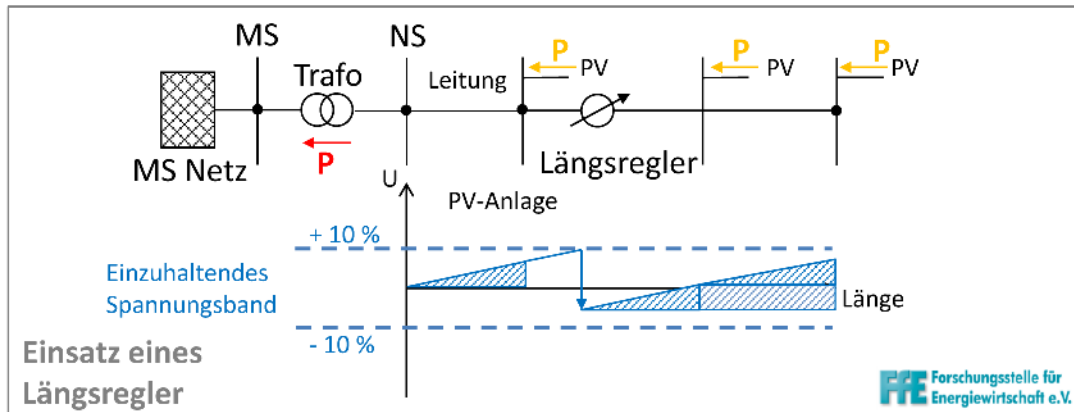 MS
NS
P
PV
P
PV
P
PV
Trafo
Leitung
P
MS Netz
Längsregler
U
PV-Anlage
+ 10 %
Einzuhaltendes
Spannungsband
Länge
- 10 %
Einsatz eines
Längsregler
FfE Forschungsstelle für
Energiewirtschaft e.V.